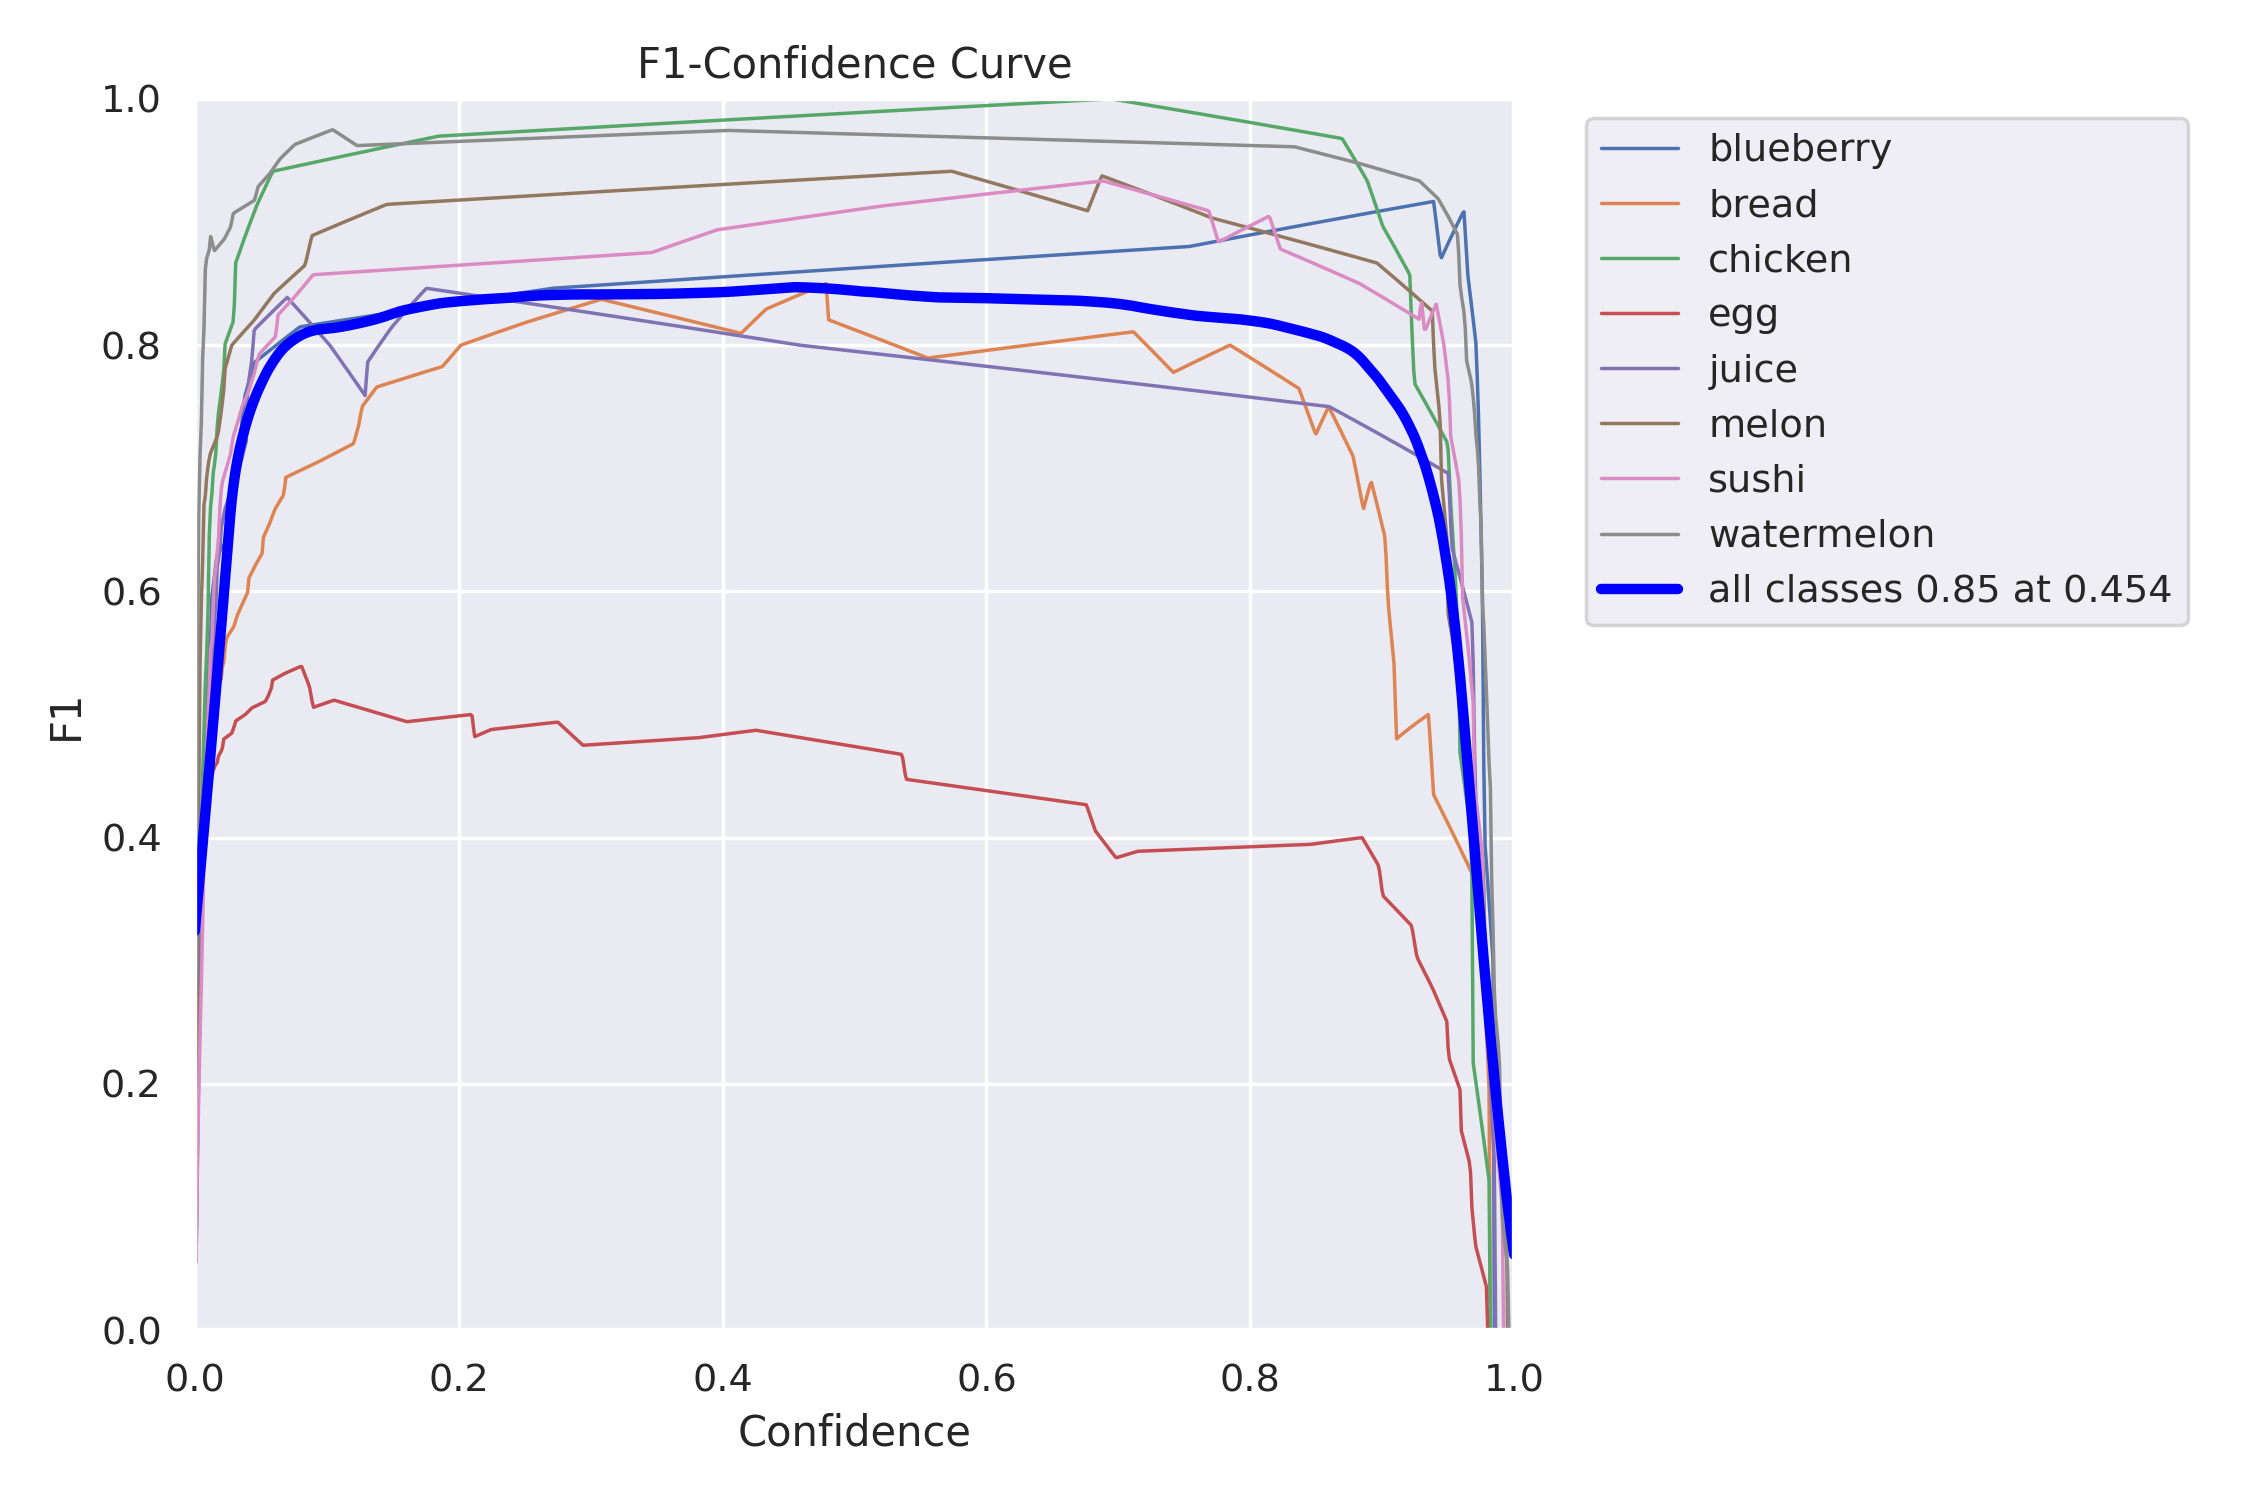 F1-Confidence Curve
1.0
0.8
0.6
0.4
0.2
0.0
F1
0.0 0.2 0.4 0.6 0.8 1.0
Confidence
blueberry
bread
chicken
egg
juice
melon
sushi
watermelon
all classes 0.85 at 0.454